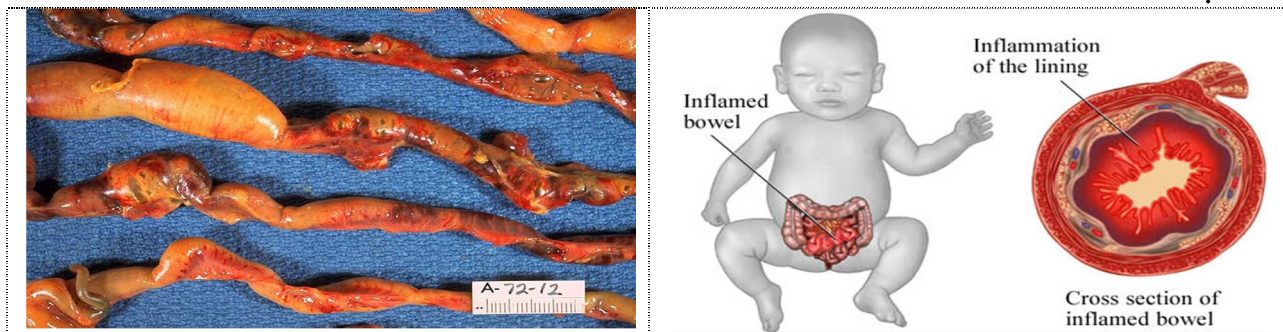 A-72-12
Inflamed
bowel
Inflammation
of the lining
Cross section of
inflamed bowel